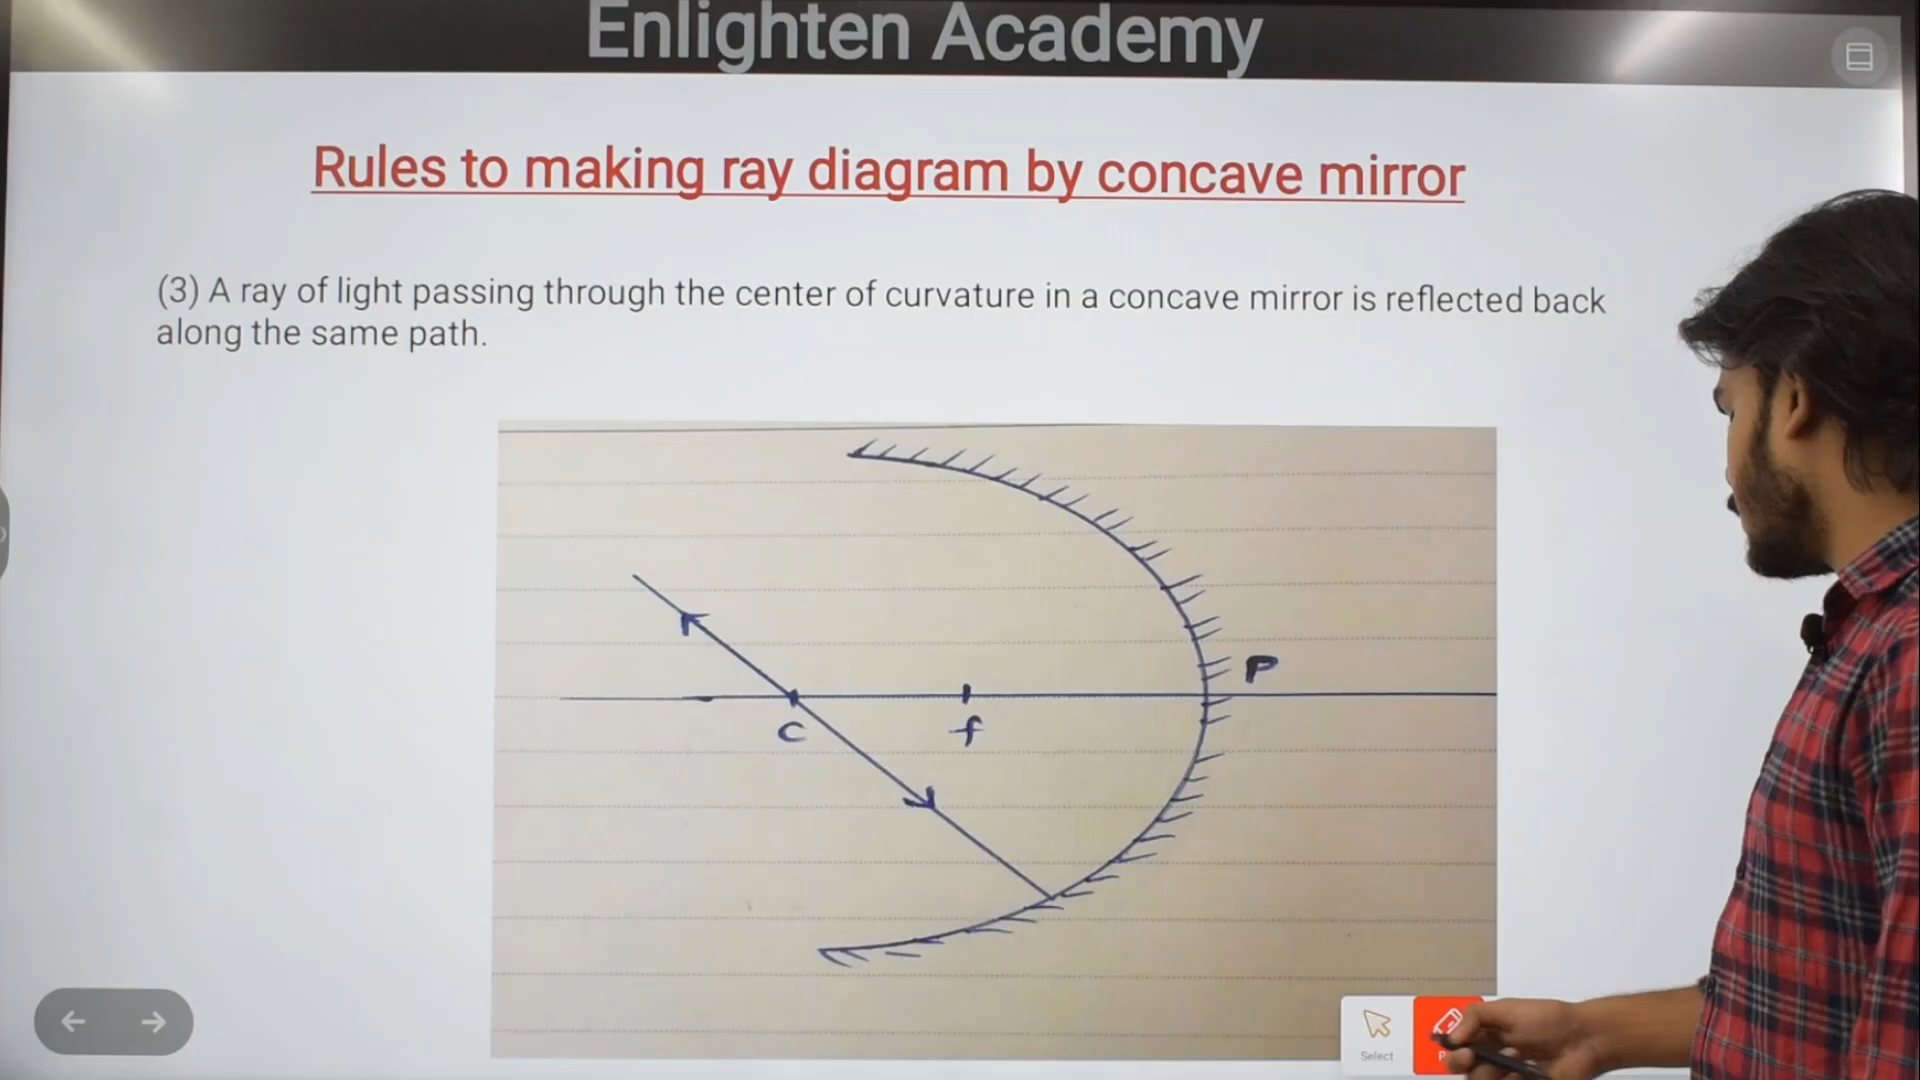 Enlighten Academy
Rules to making ray diagram by concave mirror
(3) A ray of light passing through the center of curvature in a concave mirror is reflected back
along the same path.
P
C
f
Select